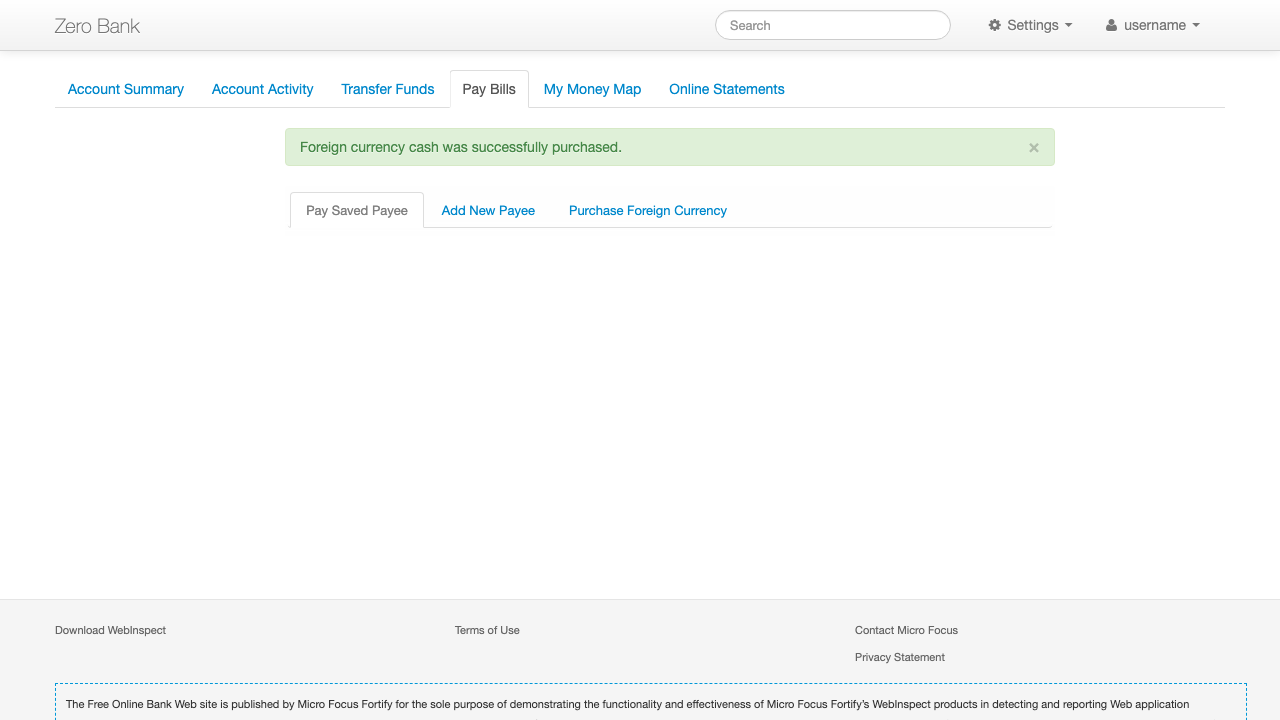 Zero Bank
Search
Settings
username
Account Summary
Account Activity
Transfer Funds
Pay Bills
My Money Map
Online Statements
Foreign currency cash was successfully purchased.
×
Pay Saved Payee
Add New Payee
Purchase Foreign Currency
Download WebInspect
Terms of Use
Contact Micro Focus
Privacy Statement
The Free Online Bank Web site is published by Micro Focus Fortify for the sole purpose of demonstrating the functionality and effectiveness of Micro Focus Fortify's WebInspect products in detecting and reporting Web application